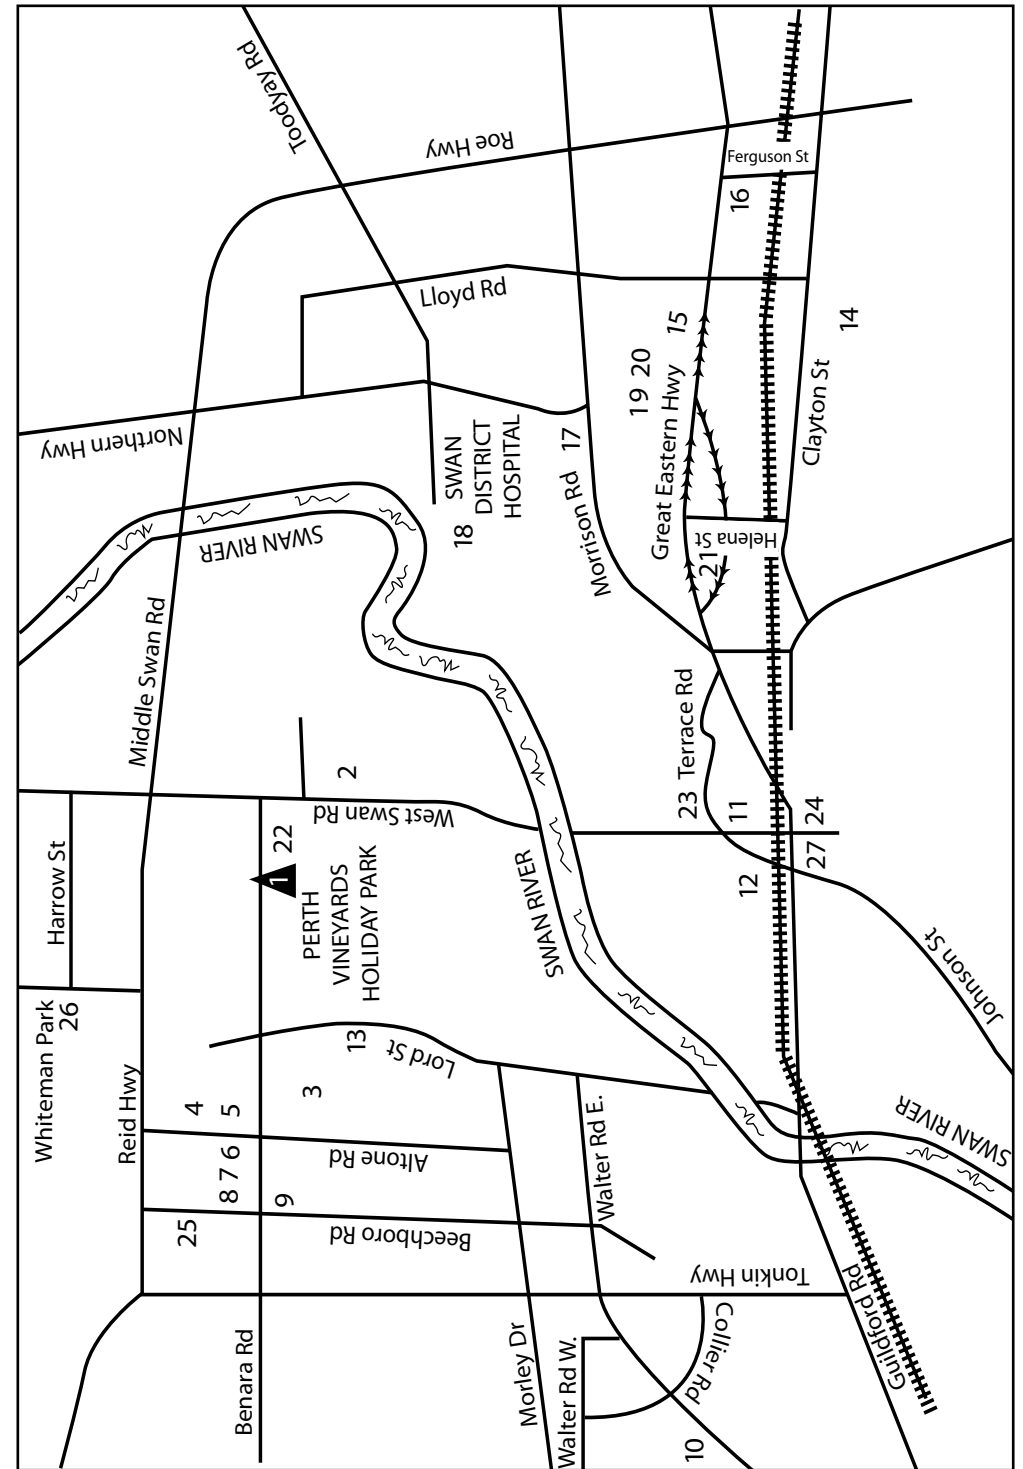 Toodyay Rd
Roe Hwy
Ferguson St
16
Lloyd Rd
15
14
19 20
Great Eastern Hwy
Clayton St
Northern Hwy
SWAN
DISTRICT
HOSPITAL
17
18
Morrison Rd
SWAN RIVER
Helena St
21
Middle Swan Rd
Terrace Rd
23
2
West Swan Rd
11
24
22
27
Harrow St
1
PERTH
VINEYARDS
HOLIDAY PARK
SWAN RIVER
12
Johnson St
Whiteman Park
26
13
Lord St
Reid Hwy
4
5
3
Walter Rd E.
SWAN RIVER
8 7 6
Altone Rd
9
25
Beechboro Rd
Tonkin Hwy
Guildford Rd
Benara Rd
Morley Dr
Walter Rd W.
Collier Rd
10